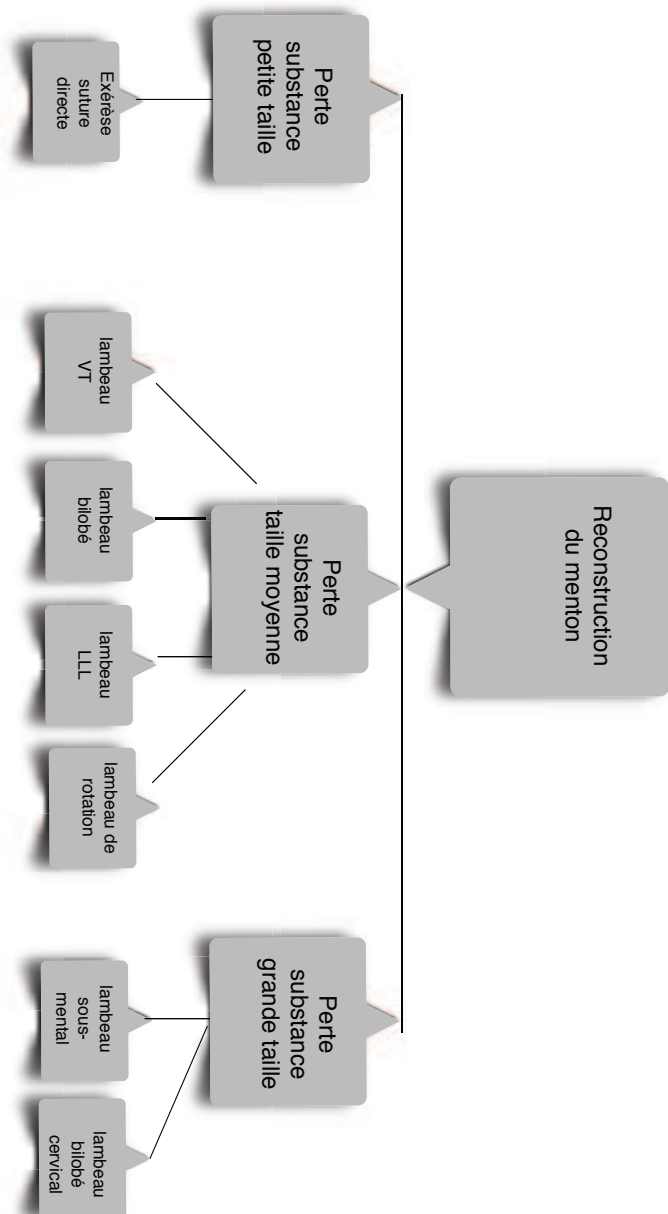 Reconstruction
du menton
Perte
substance
petite taille
Perte
substance
taille moyenne
Perte
substance
grande taille
Exérèse
suture
directe
lambeau
VT
lambeau
bilobé
lambeau
LLL
lambeau de
rotation
lambeau
sous-
mental
lambeau
bilobé
cervical